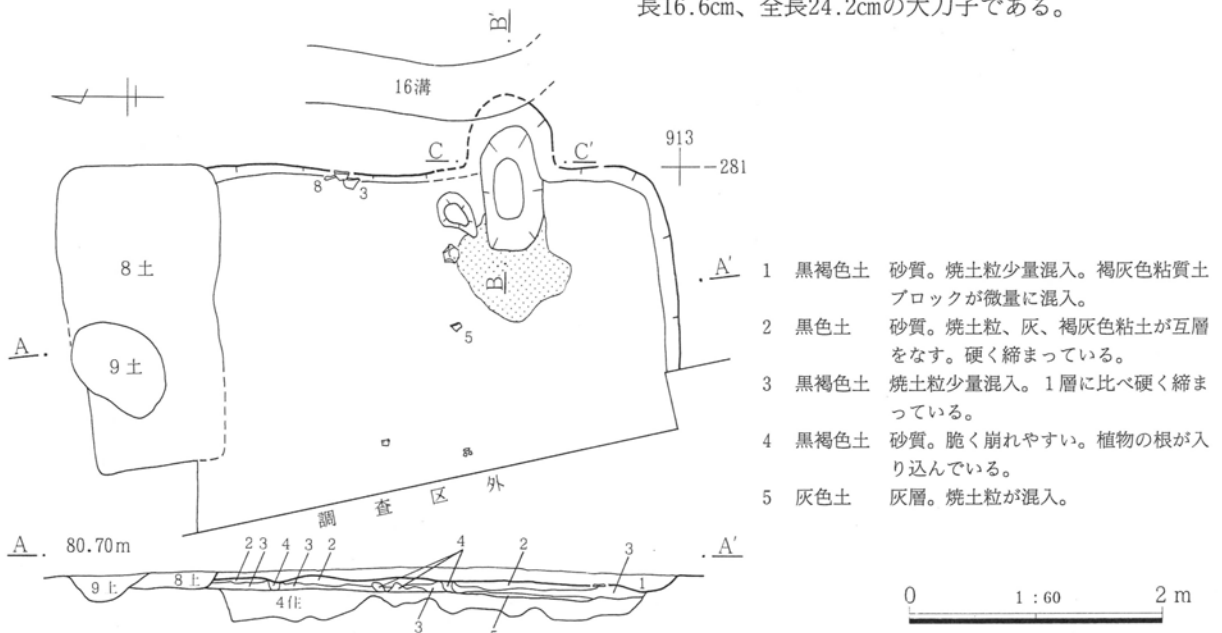 長16.6cm、全長24.2cmの大刀子である。
B'
16溝
C
C'
913
281
8
3
8土
A'
B
5
A
9土
調査区外
1 黒褐色土 砂質。焼土粒少量混入。褐灰色粘質土
ブロックが微量に混入。
2 黒色土 砂質。焼土粒、灰、褐灰色粘土が互層
をなす。硬く締まっている。
3 黒褐色土 焼土粒少量混入。1層に比べ硬く締ま
っている。
4 黒褐色土 砂質。脆く崩れやすい。植物の根が入
り込んでいる。
5 灰色土 灰層。焼土粒が混入。
A 80.70m
2 3 4 3 2 4 2 3
A'
9土 8土 1
4住
3
0 1:60 2m